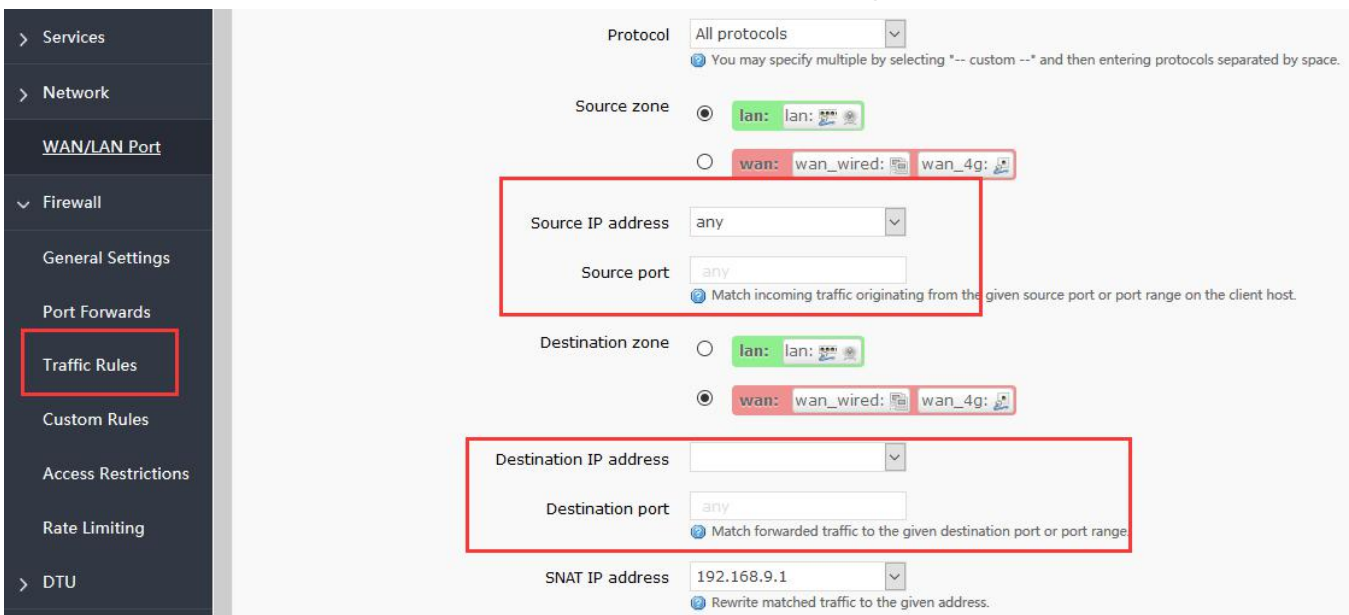 Services
Network
WAN/LAN Port
Firewall
General Settings
Port Forwards
Traffic Rules
Custom Rules
Access Restrictions
Rate Limiting
DTU
Protocol All protocols
You may specify multiple by selecting "-- custom --" and then entering protocols separated by space.
Source zone lan: lan:
wan: wan_wired: wan_4g:
Source IP address any
Source port any
Match incoming traffic originating from the given source port or port range on the client host.
Destination zone lan: lan:
wan: wan_wired: wan_4g:
Destination IP address
Destination port any
Match forwarded traffic to the given destination port or port range.
SNAT IP address 192.168.9.1
Rewrite matched traffic to the given address.